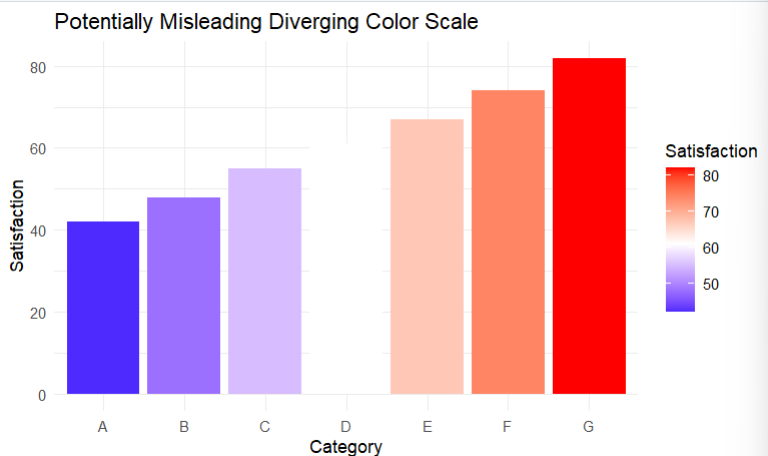 Potentially Misleading Diverging Color Scale
80
60
40
20
0
Satisfaction
A B C D E F G
Category
Satisfaction
80
70
60
50